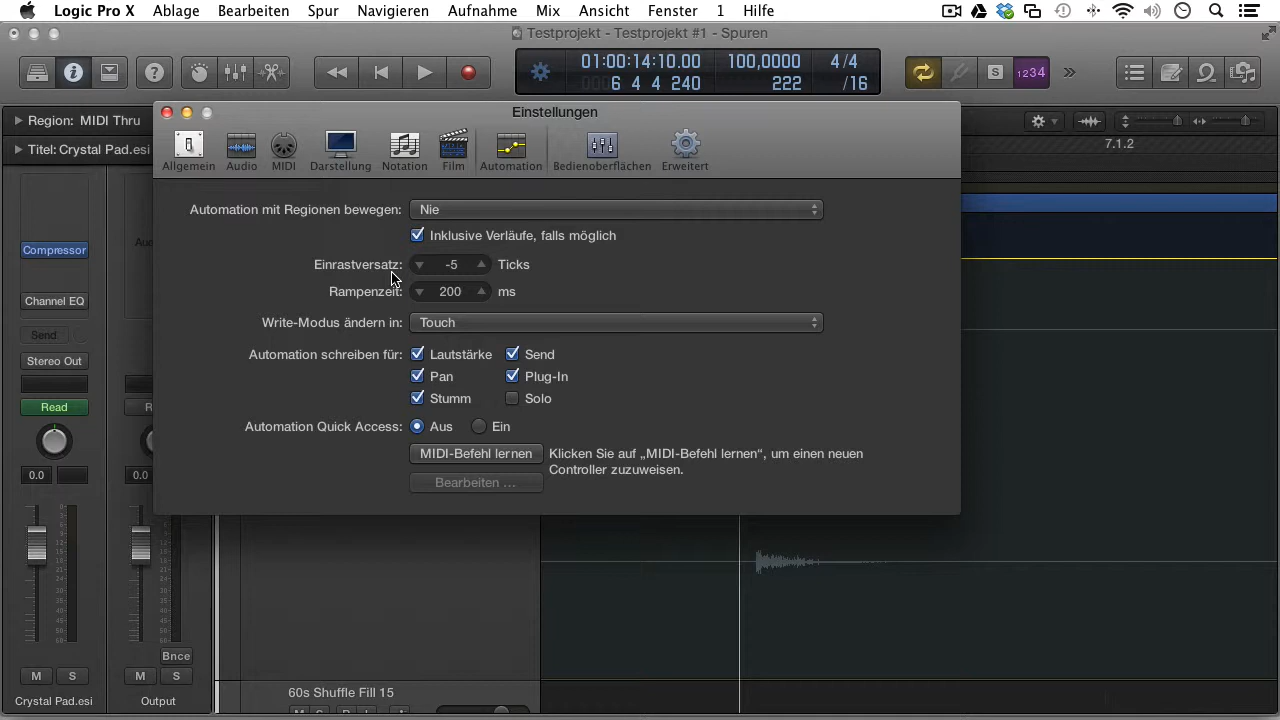 Logic Pro X Ablage Bearbeiten Spur Navigieren Aufnahme Mix Ansicht Fenster 1 Hilfe
Testprojekt - Testprojekt #1 - Spuren
01:00:14:10.00 100,0000 4/4
6 4 4 240 222 /16
S 1234
Region: MIDI Thru
Titel: Crystal Pad.esi
7.1.2
Einstellungen
Allgemein Audio MIDI Darstellung Notation Film Automation Bedienoberflächen Erweitert
Automation mit Regionen bewegen: Nie
Inklusive Verläufe, falls möglich
Einrastversatz: -5 Ticks
Rampenzeit: 200 ms
Write-Modus ändern in: Touch
Automation schreiben für: Lautstärke Send
Pan Plug-In
Stumm Solo
Automation Quick Access: Aus Ein
MIDI-Befehl lernen Klicken Sie auf „MIDI-Befehl lernen“, um einen neuen
Controller zuzuweisen.
Bearbeiten ...
Compressor
Channel EQ
Send
Stereo Out
Read
0.0 0.0
Bnce
M S M S
Crystal Pad.esi Output
60s Shuffle Fill 15